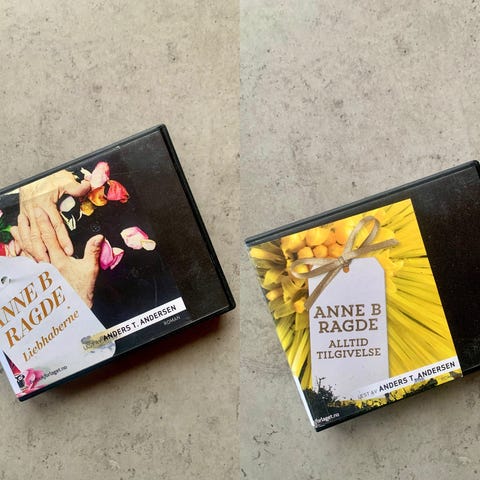 ANNE B
RAGDE
Liebhaberne
ANDERS T. ANDERSEN
ROMAN
ANNE B
RAGDE
ALLTID
TILGIVELSE
LEST AV ANDERS T. ANDERSEN